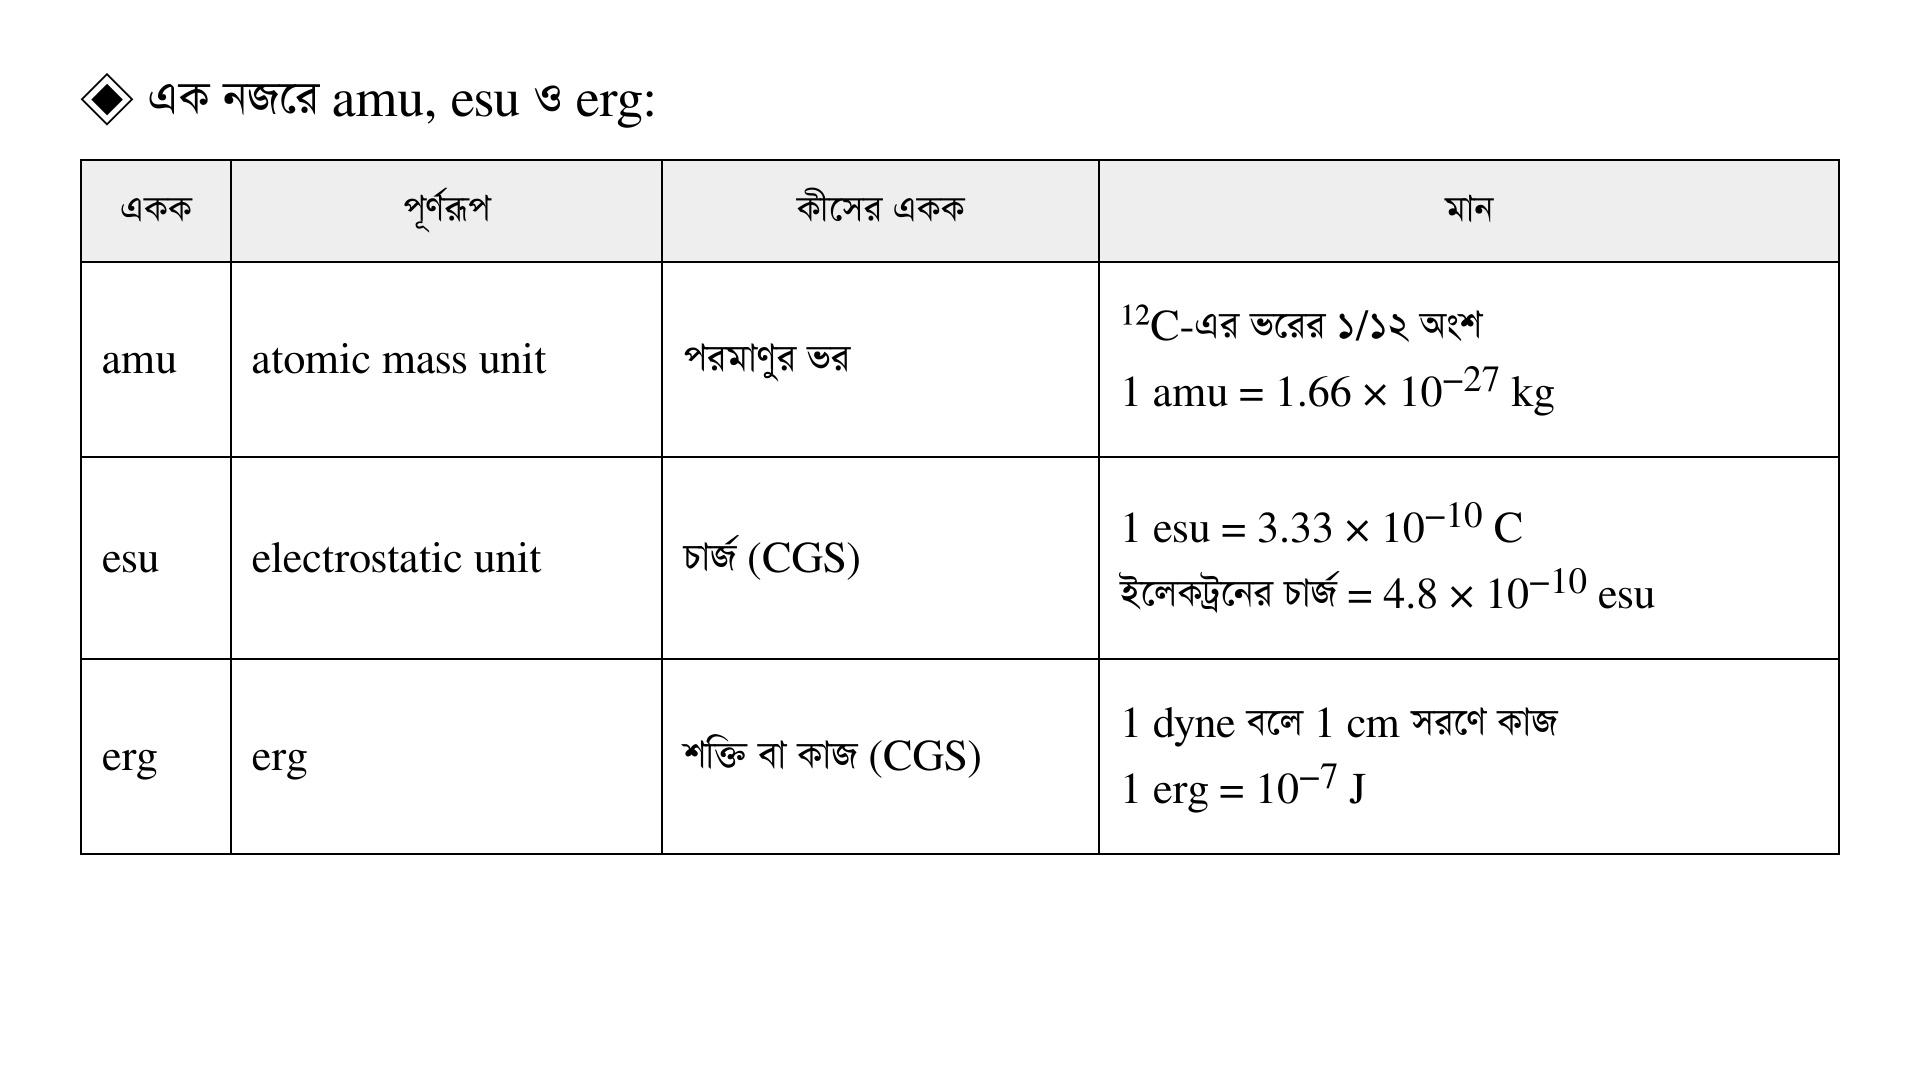 ◈ এক নজরে amu, esu ও erg:
একক পূর্ণরূপ কীসের একক মান
amu atomic mass unit পরমাণুর ভর ¹²C-এর ভরের ১/১২ অংশ
1 amu = 1.66 × 10⁻²⁷ kg
esu electrostatic unit চার্জ (CGS) 1 esu = 3.33 × 10⁻¹⁰ C
ইলেকট্রনের চার্জ = 4.8 × 10⁻¹⁰ esu
erg erg শক্তি বা কাজ (CGS) 1 dyne বলে 1 cm সরণে কাজ
1 erg = 10⁻⁷ J